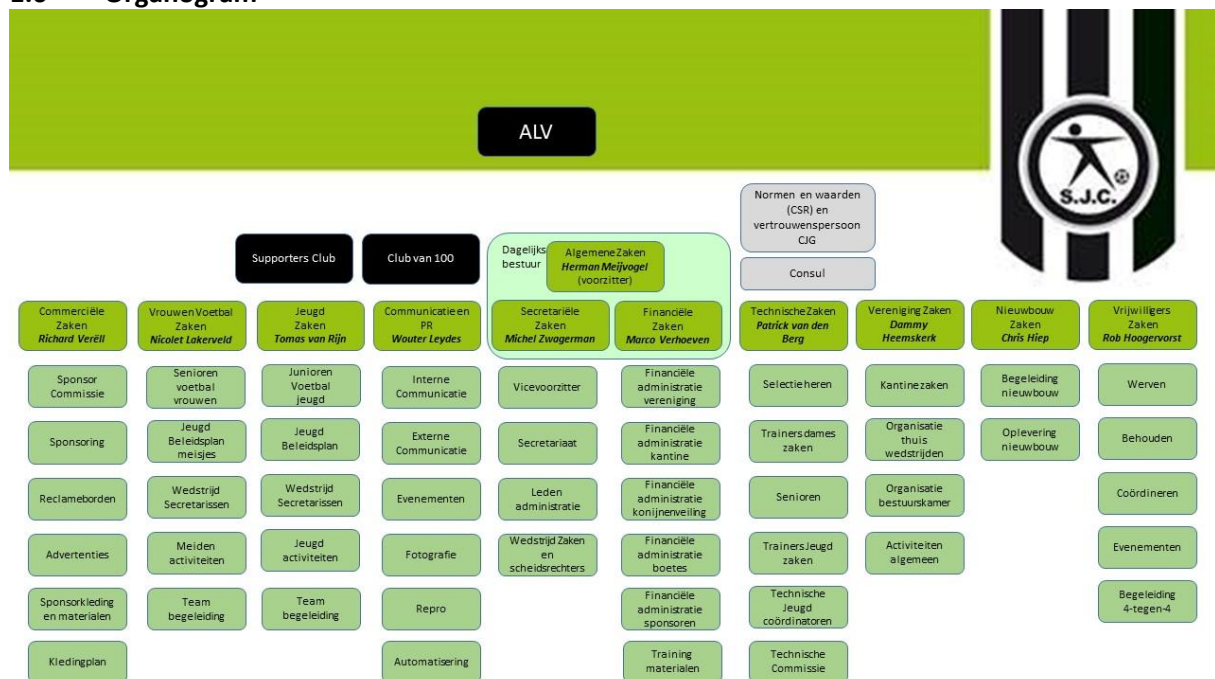 Organogram
ALV
S.J.C.
Normen en waarden
(CSR) en
vertrouwenspersoon
CJG
Consul
Supporters Club
Club van 100
Dagelijks
bestuur
Algemene Zaken
Herman Meijvogel
(voorzitter)
Commerciële
Zaken
Richard Verëll
Vrouwen Voetbal
Zaken
Nicolet Lakerveld
Jeugd
Zaken
Tomas van Rijn
Communicatie en
PR
Wouter Leydes
Secretariële
Zaken
Michel Zwagerman
Financiële
Zaken
Marco Verhoeven
Technische Zaken
Patrick van den
Berg
Vereniging Zaken
Dammy
Heemskerk
Nieuwbouw
Zaken
Chris Hiep
Vrijwilligers
Zaken
Rob Hoogervorst
Sponsor
Commissie
Senioren
voetbal
vrouwen
Junioren
Voetbal
jeugd
Interne
Communicatie
Vicevoorzitter
Financiële
administratie
vereniging
Selectie heren
Kantine zaken
Begeleiding
nieuwbouw
Werven
Sponsoring
Jeugd
Beleidsplan
meisjes
Jeugd
Beleidsplan
Externe
Communicatie
Secretariaat
Financiële
administratie
kantine
Trainers dames
zaken
Organisatie
thuis
wedstrijden
Oplevering
nieuwbouw
Behouden
Reclameborden
Wedstrijd
Secretarissen
Wedstrijd
Secretarissen
Evenementen
Leden
administratie
Financiële
administratie
konijnenveiling
Senioren
Organisatie
bestuurskamer
Coördineren
Advertenties
Meiden
activiteiten
Jeugd
activiteiten
Fotografie
Wedstrijd Zaken
en
scheidsrechters
Financiële
administratie
boetes
Trainers Jeugd
zaken
Activiteiten
algemeen
Evenementen
Sponsorkleding
en materialen
Team
begeleiding
Team
begeleiding
Repro
Financiële
administratie
sponsoren
Technische
Jeugd
coördinatoren
Begeleiding
4-tegen-4
Kledingplan
Automatisering
Training
materialen
Technische
Commissie